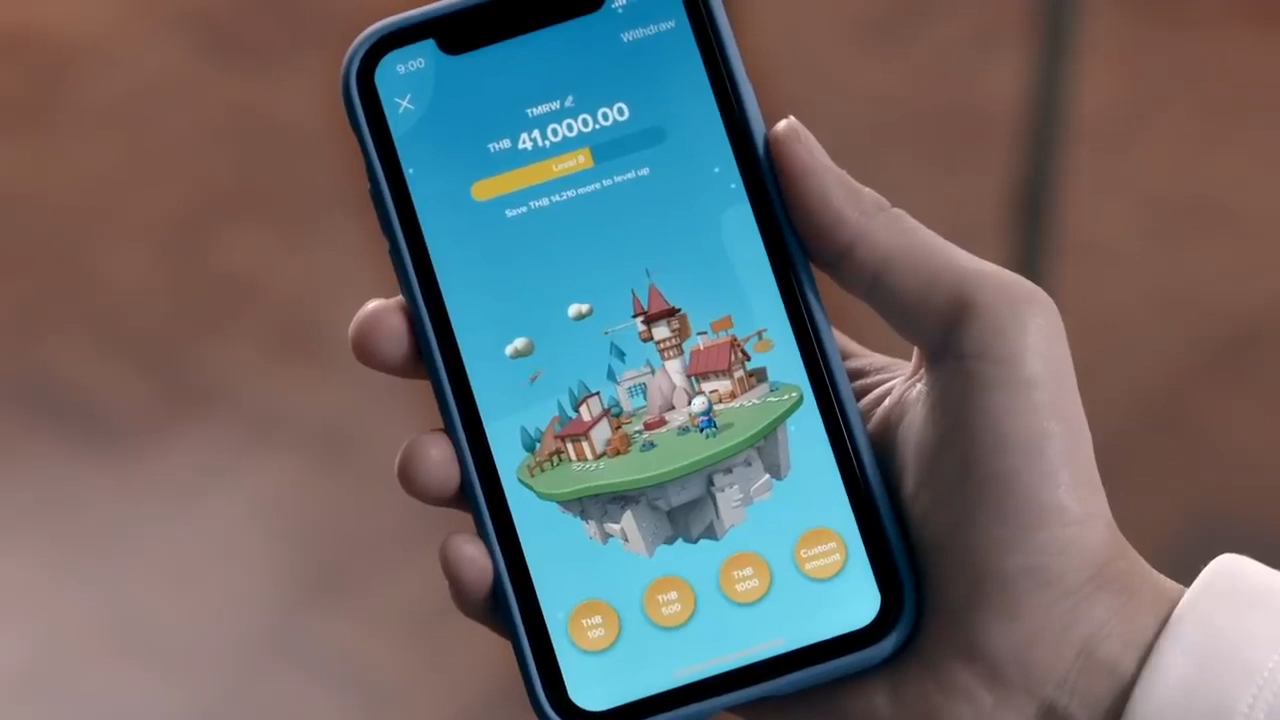 9:00
Withdraw
TMRW
THB 41,000.00
Level 8
Save THB 14,210 more to level up
THB
100
THB
500
THB
1000
Custom
amount